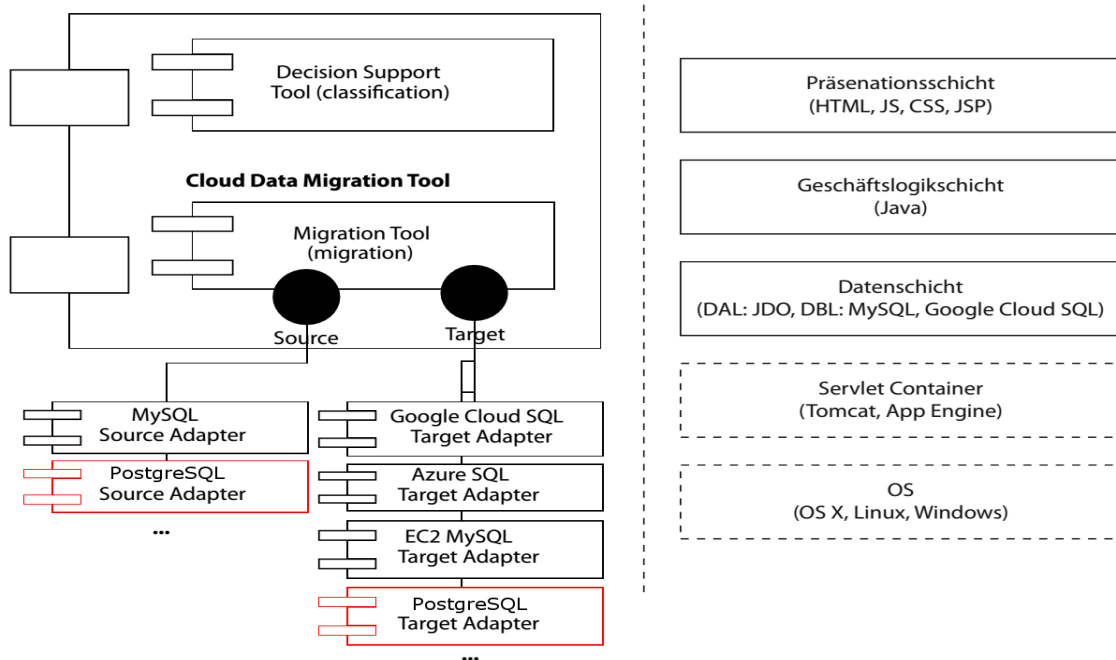 Decision Support
Tool (classification)
Cloud Data Migration Tool
Migration Tool
(migration)
Source
Target
MySQL
Source Adapter
PostgreSQL
Source Adapter
...
Google Cloud SQL
Target Adapter
Azure SQL
Target Adapter
EC2 MySQL
Target Adapter
PostgreSQL
Target Adapter
...
Präsenationsschicht
(HTML, JS, CSS, JSP)
Geschäftslogikschicht
(Java)
Datenschicht
(DAL: JDO, DBL: MySQL, Google Cloud SQL)
Servlet Container
(Tomcat, App Engine)
OS
(OS X, Linux, Windows)